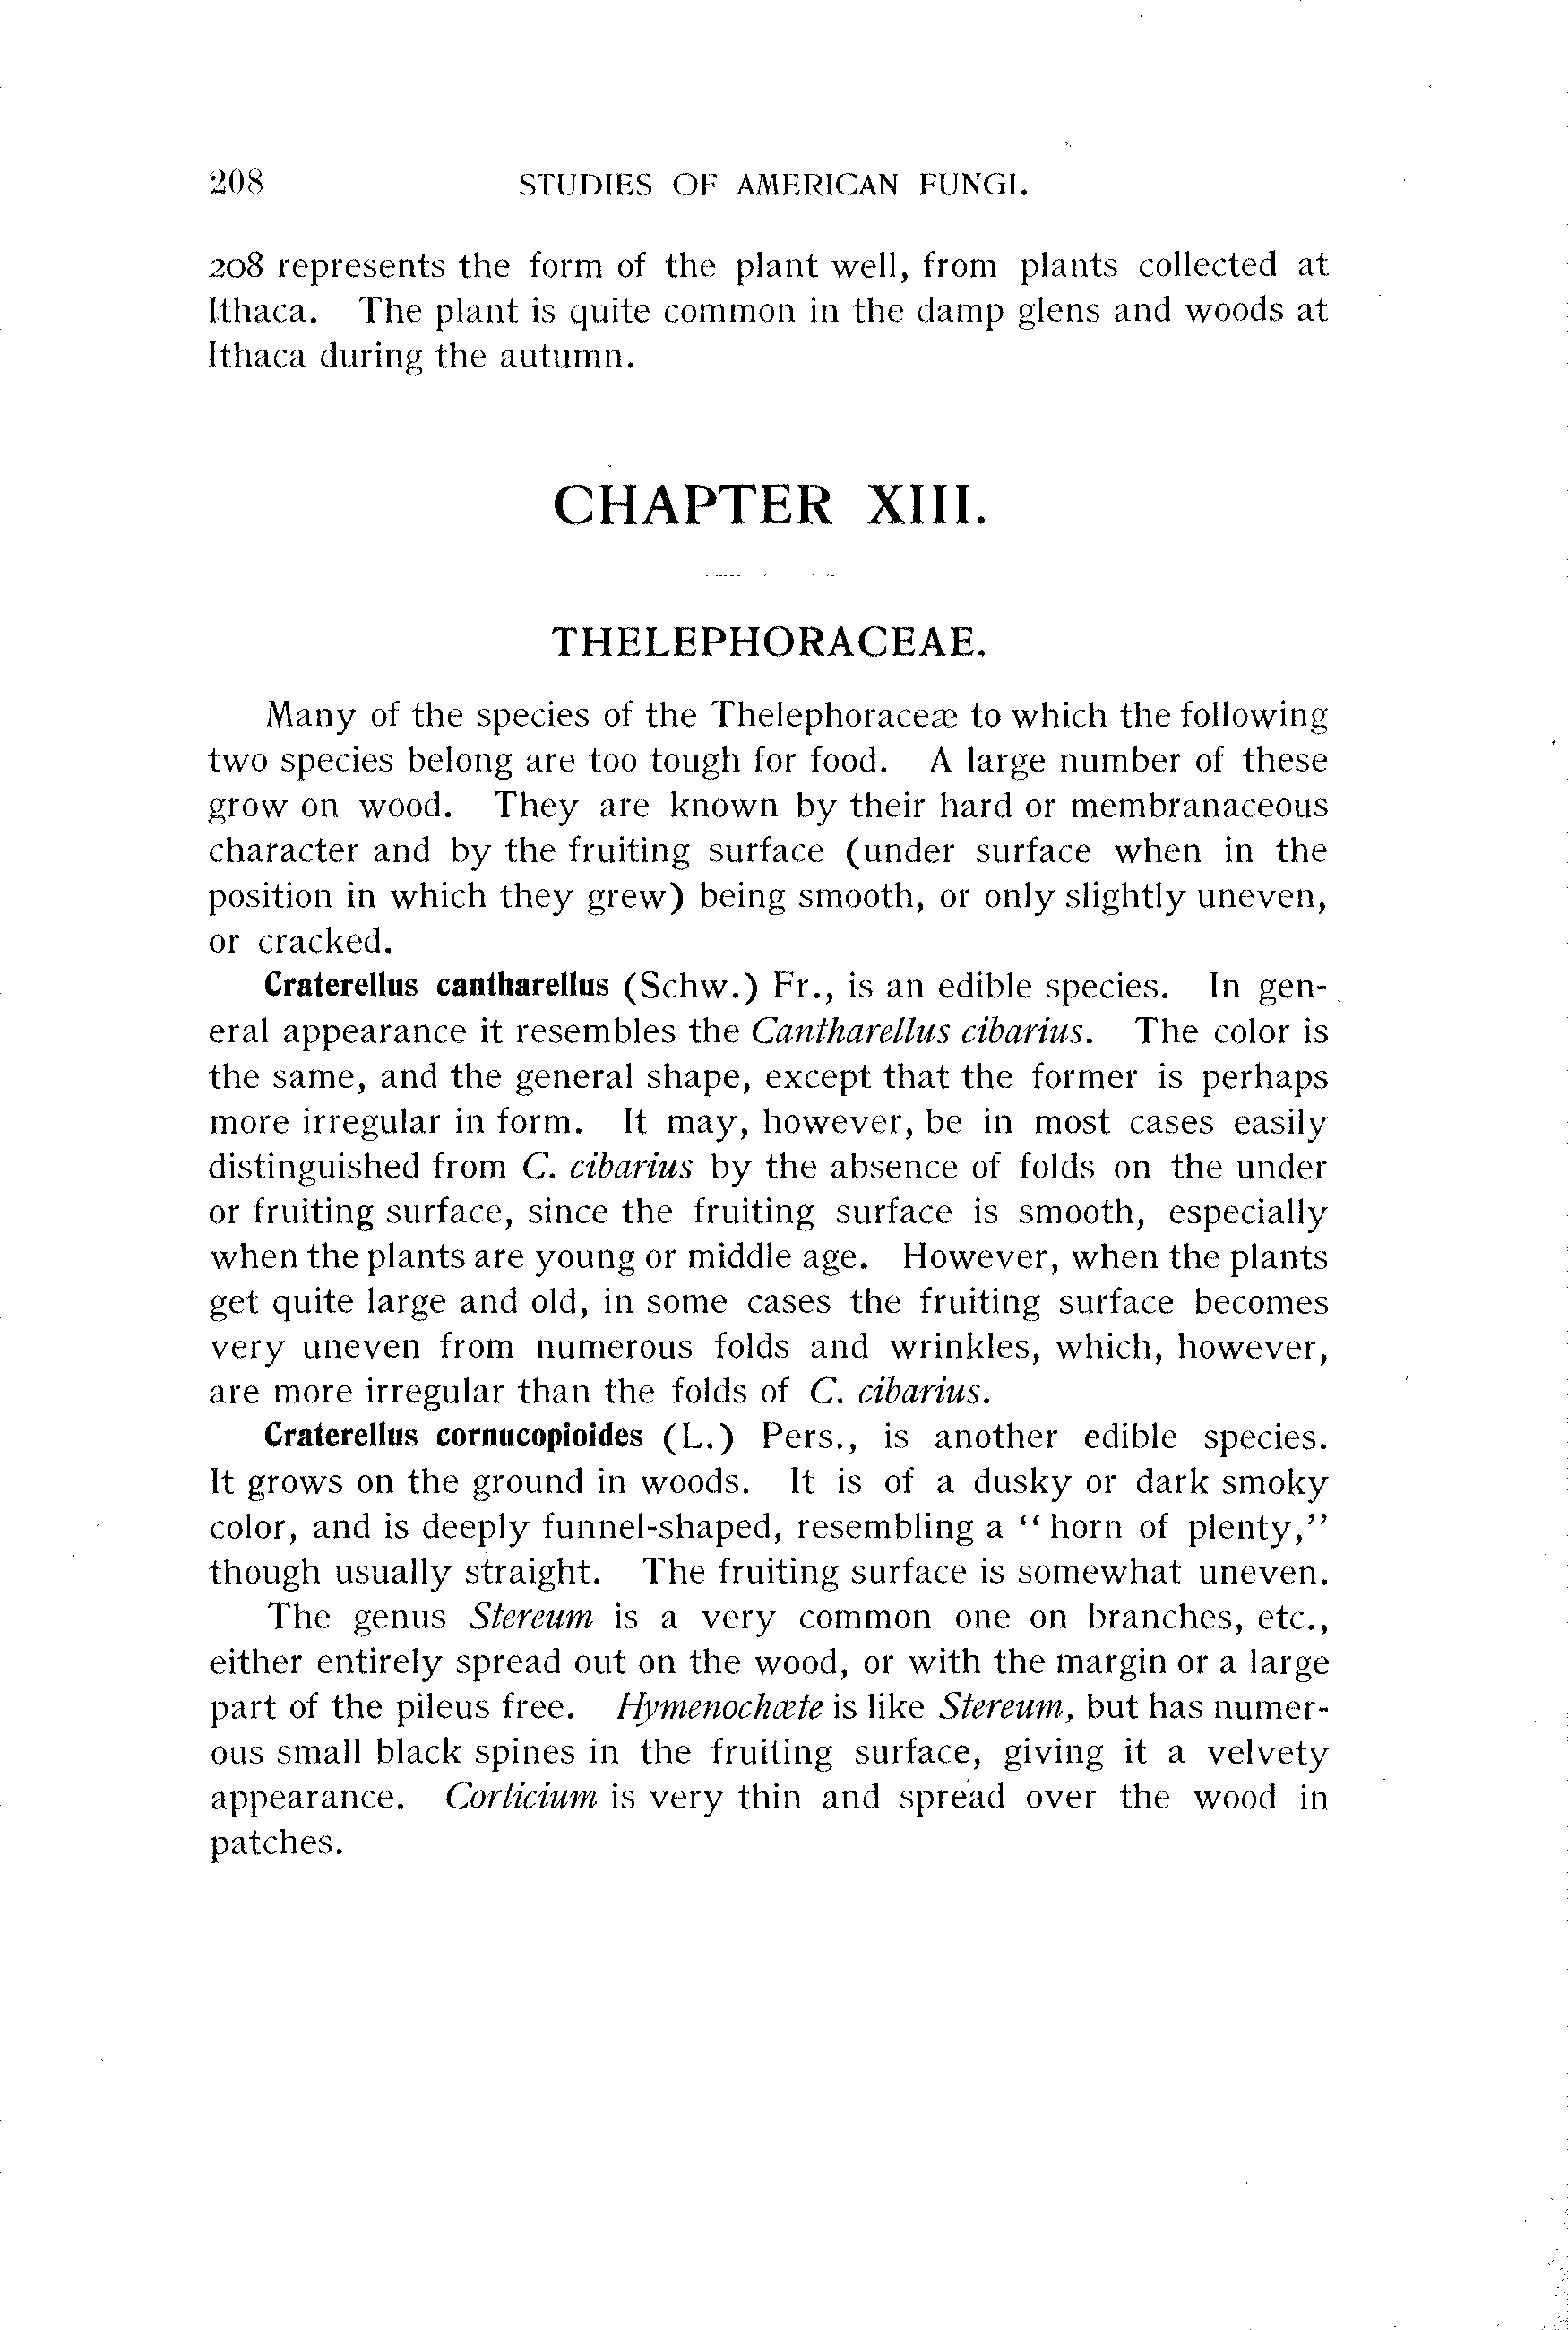 208 STUDIES OF AMERICAN FUNGI.
208 represents the form of the plant well, from plants collected at
Ithaca. The plant is quite common in the damp glens and woods at
Ithaca during the autumn.
CHAPTER XIII.
THELEPHORACEAE.
Many of the species of the Thelephoraceæ to which the following
two species belong are too tough for food. A large number of these
grow on wood. They are known by their hard or membranaceous
character and by the fruiting surface (under surface when in the
position in which they grew) being smooth, or only slightly uneven,
or cracked.
Craterellus cantharellus (Schw.) Fr., is an edible species. In gen-
eral appearance it resembles the Cantharellus cibarius. The color is
the same, and the general shape, except that the former is perhaps
more irregular in form. It may, however, be in most cases easily
distinguished from C. cibarius by the absence of folds on the under
or fruiting surface, since the fruiting surface is smooth, especially
when the plants are young or middle age. However, when the plants
get quite large and old, in some cases the fruiting surface becomes
very uneven from numerous folds and wrinkles, which, however,
are more irregular than the folds of C. cibarius.
Craterellus cornucopioides (L.) Pers., is another edible species.
It grows on the ground in woods. It is of a dusky or dark smoky
color, and is deeply funnel-shaped, resembling a “horn of plenty,”
though usually straight. The fruiting surface is somewhat uneven.
The genus Stereum is a very common one on branches, etc.,
either entirely spread out on the wood, or with the margin or a large
part of the pileus free. Hymenochæte is like Stereum, but has numer-
ous small black spines in the fruiting surface, giving it a velvety
appearance. Corticium is very thin and spread over the wood in
patches.